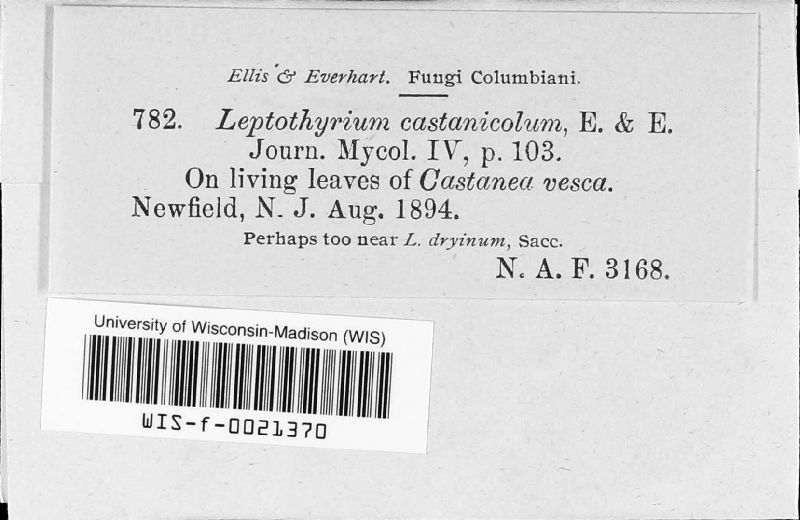 Ellis & Everhart. Fungi Columbiani.
782. Leptothyrium castanicolum, E. & E.
Journ. Mycol. IV, p. 103.
On living leaves of Castanea vesca.
Newfield, N. J. Aug. 1894.
Perhaps too near L. dryinum, Sacc.
N. A. F. 3168.
University of Wisconsin-Madison (WIS)
WIS-f-0021370